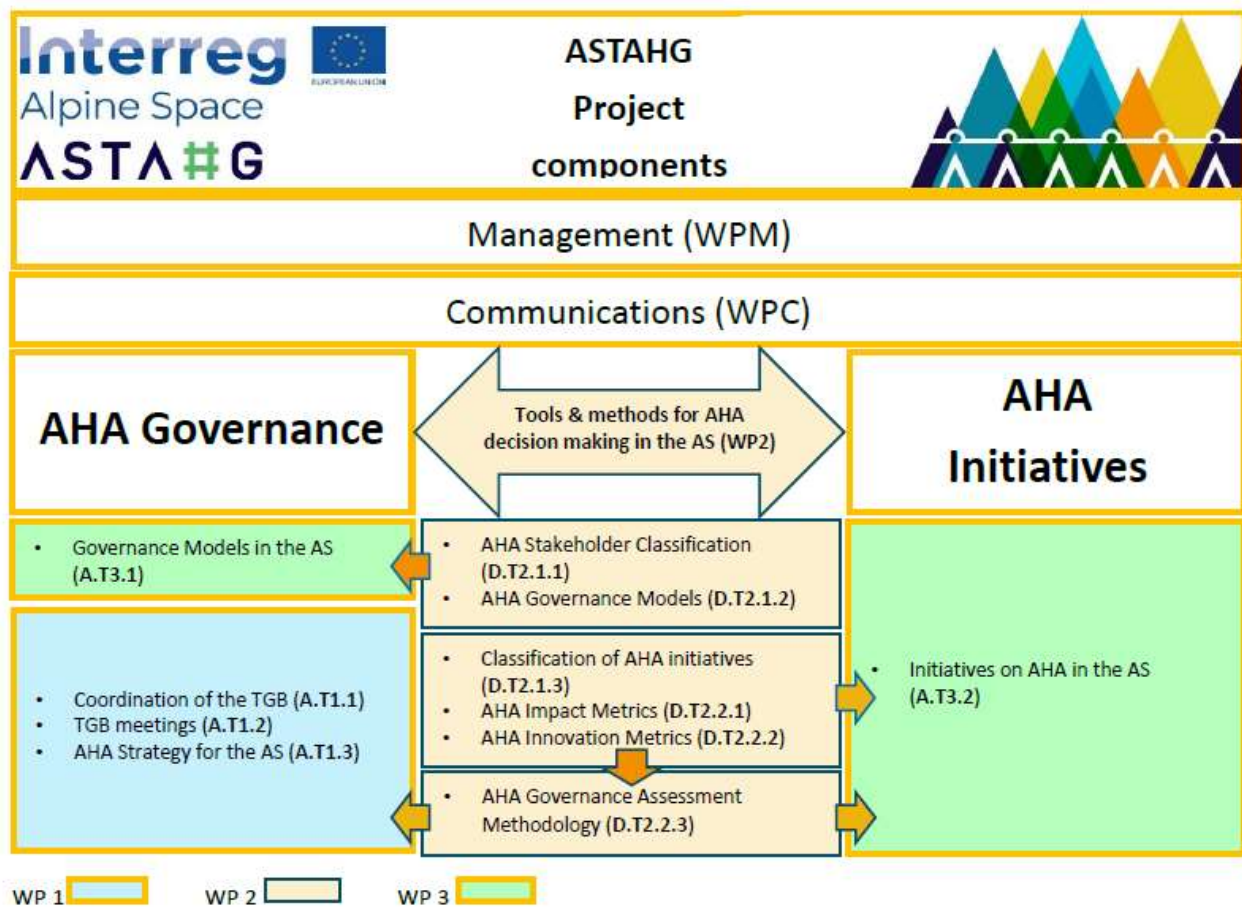 Interreg
EUROPEAN UNION
Alpine Space
ASTA#G
ASTAHG
Project
components
Management (WPM)
Communications (WPC)
AHA Governance
Tools & methods for AHA
decision making in the AS (WP2)
AHA
Initiatives
• Governance Models in the AS
(A.T3.1)
• AHA Stakeholder Classification
(D.T2.1.1)
• AHA Governance Models (D.T2.1.2)
• Coordination of the TGB (A.T1.1)
• TGB meetings (A.T1.2)
• AHA Strategy for the AS (A.T1.3)
• Classification of AHA initiatives
(D.T2.1.3)
• AHA Impact Metrics (D.T2.2.1)
• AHA Innovation Metrics (D.T2.2.2)
• AHA Governance Assessment
Methodology (D.T2.2.3)
• Initiatives on AHA in the AS
(A.T3.2)
WP 1
WP 2
WP 3